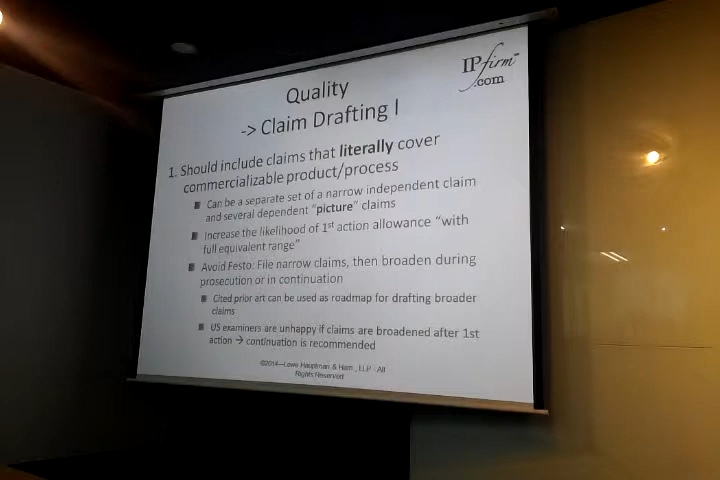 IPfirm™
.com
Quality
-> Claim Drafting I
1. Should include claims that literally cover
commercializable product/process
Can be a separate set of a narrow independent claim
and several dependent "picture" claims
Increase the likelihood of 1st action allowance "with
full equivalent range"
Avoid Festo: File narrow claims, then broaden during
prosecution or in continuation
Cited prior art can be used as roadmap for drafting broader
claims
US examiners are unhappy if claims are broadened after 1st
action → continuation is recommended
©2014—Lowe Hauptman & Ham , LLP - All
Rights Reserved